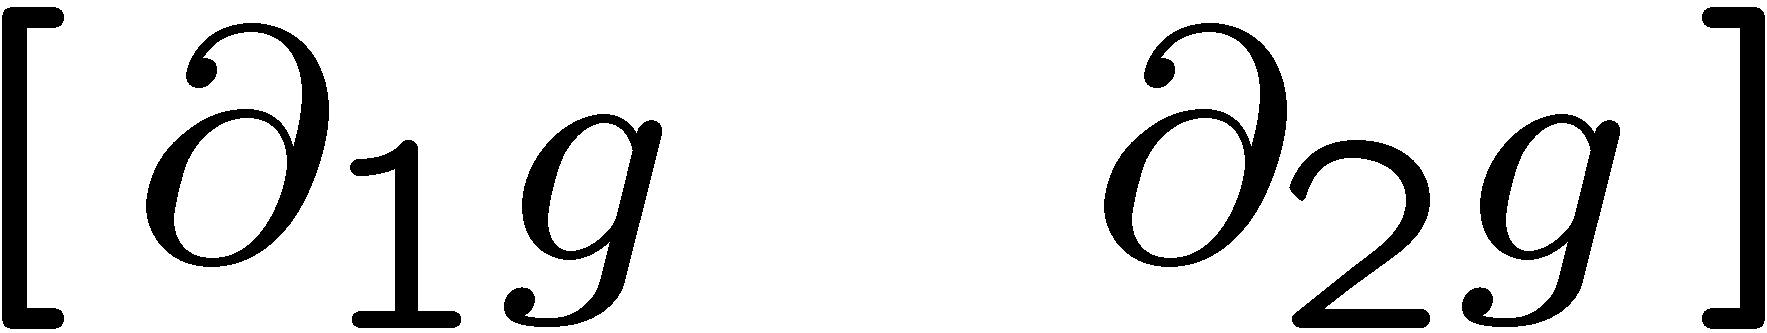 [ ∂₁g ∂₂g ]